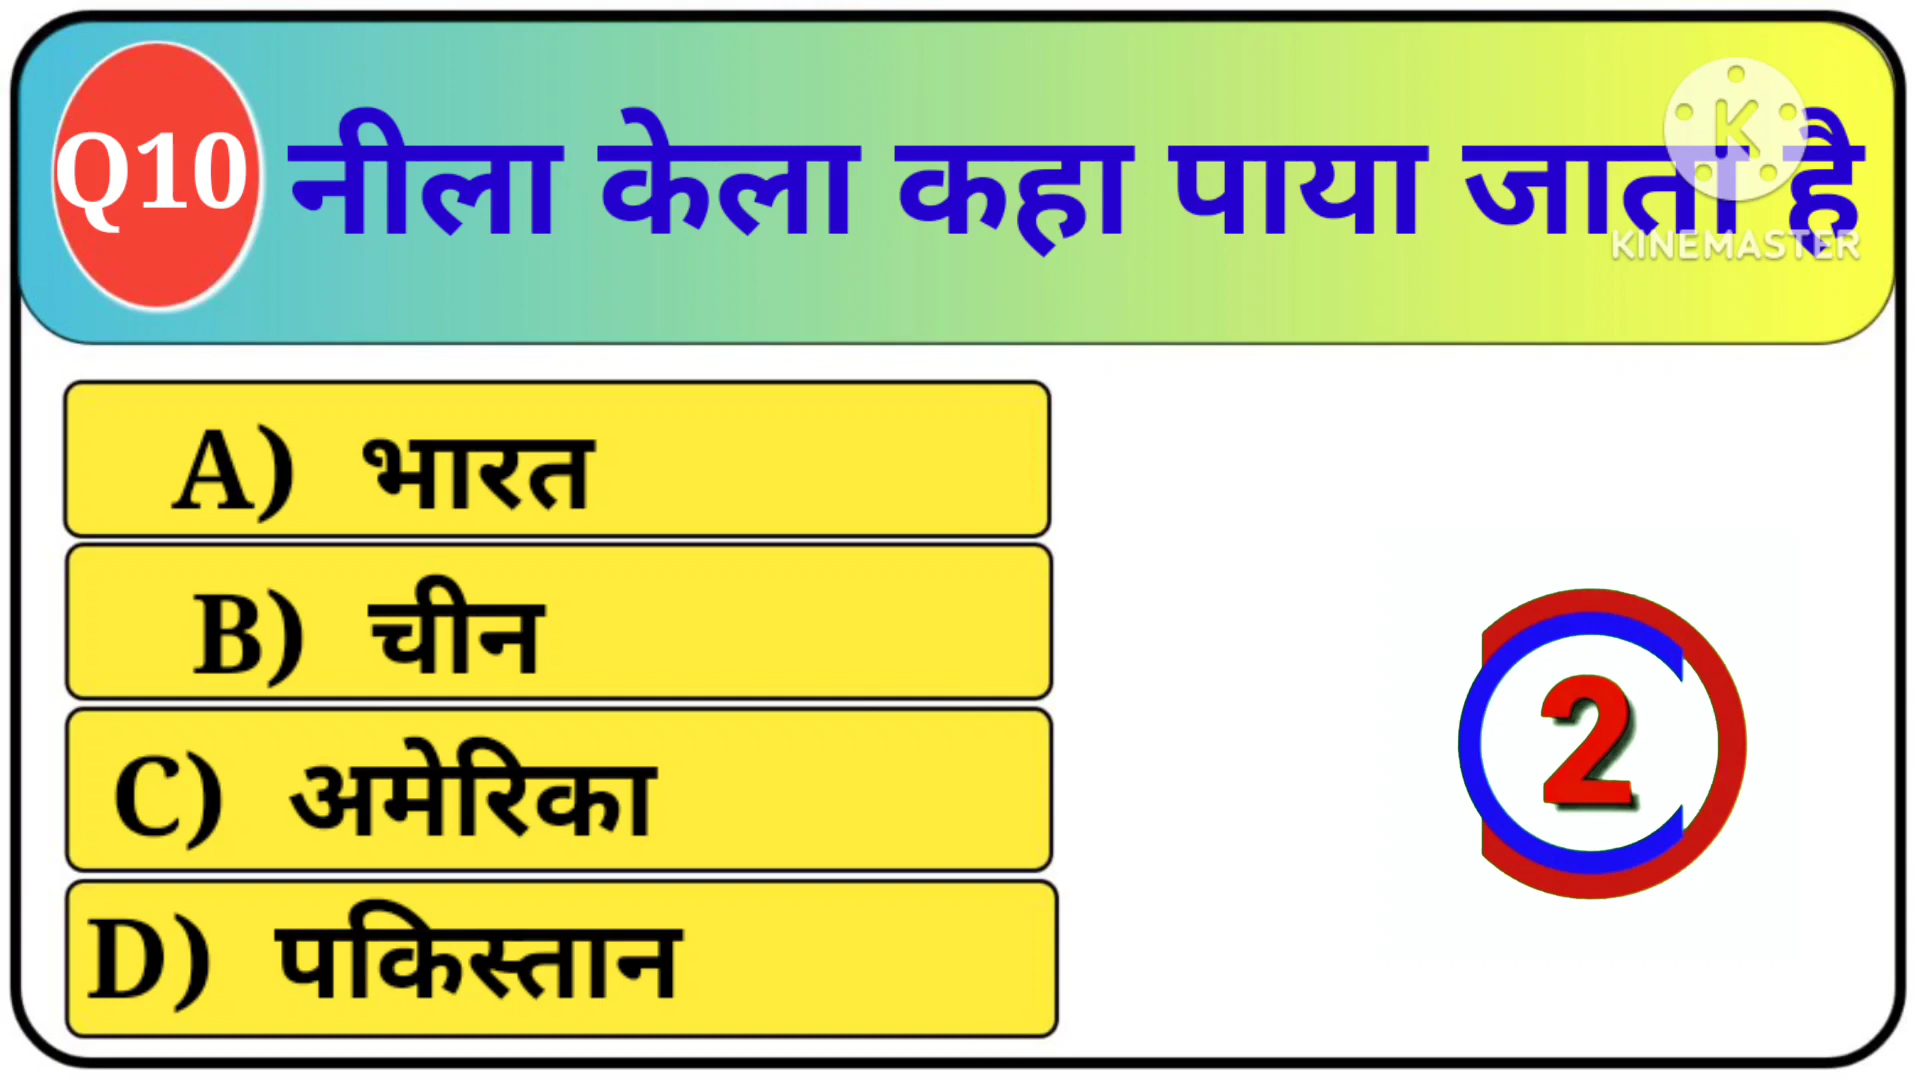 Q10 नीला केला कहा पाया जाता है
KINEMASTER
A) भारत
B) चीन
C) अमेरिका
2
D) पकिस्तान